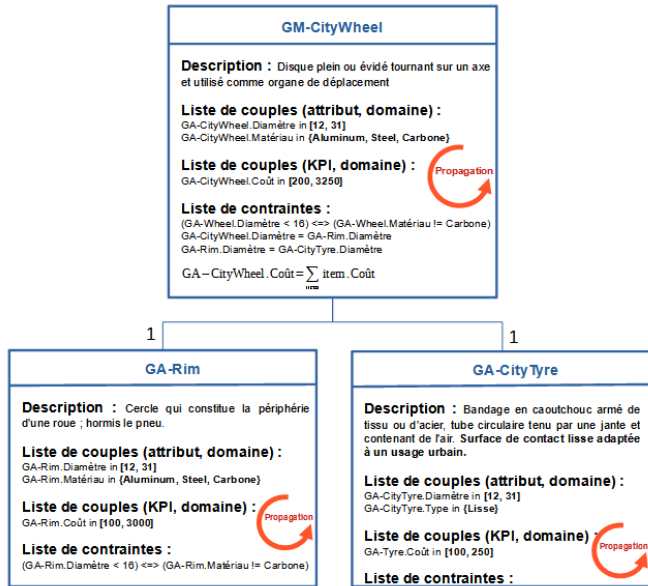 GM-CityWheel
Description : Disque plein ou évidé tournant sur un axe
et utilisé comme organe de déplacement
Liste de couples (attribut, domaine) :
GA-CityWheel.Diamètre in [12, 31]
GA-CityWheel.Matériau in {Aluminum, Steel, Carbone}
Liste de couples (KPI, domaine) :
GA-CityWheel.Coût in [200, 3250]
Propagation
Liste de contraintes :
(GA-Wheel.Diamètre < 16) <=> (GA-Wheel.Matériau != Carbone)
GA-CityWheel.Diamètre = GA-Rim.Diamètre
GA-Rim.Diamètre = GA-CityTyre.Diamètre
GA−CityWheel.Coût=∑ item.Coût
1
1
GA-Rim
Description : Cercle qui constitue la périphérie
d'une roue ; hormis le pneu.
Liste de couples (attribut, domaine) :
GA-Rim.Diamètre in [12, 31]
GA-Rim.Matériau in {Aluminum, Steel, Carbone}
Liste de couples (KPI, domaine) :
GA-Rim.Coût in [100, 3000]
Propagation
Liste de contraintes :
(GA-Rim.Diamètre < 16) <=> (GA-Rim.Matériau != Carbone)
GA-CityTyre
Description : Bandage en caoutchouc armé de
tissu ou d'acier, tube circulaire tenu par une jante et
contenant de l'air. Surface de contact lisse adaptée
à un usage urbain.
Liste de couples (attribut, domaine) :
GA-CityTyre.Diamètre in [12, 31]
GA-CityTyre.Type in {Lisse}
Liste de couples (KPI, domaine) :
GA-Tyre.Coût in [100, 250]
Propagation
Liste de contraintes :